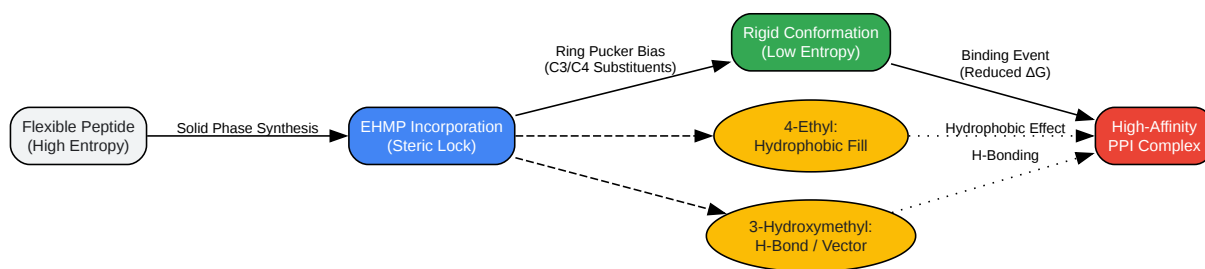 Flexible Peptide
(High Entropy)
Solid Phase Synthesis
EHMP Incorporation
(Steric Lock)
Ring Pucker Bias
(C3/C4 Substituents)
Rigid Conformation
(Low Entropy)
4-Ethyl:
Hydrophobic Fill
3-Hydroxymethyl:
H-Bond / Vector
Binding Event
(Reduced ΔG)
Hydrophobic Effect
H-Bonding
High-Affinity
PPI Complex